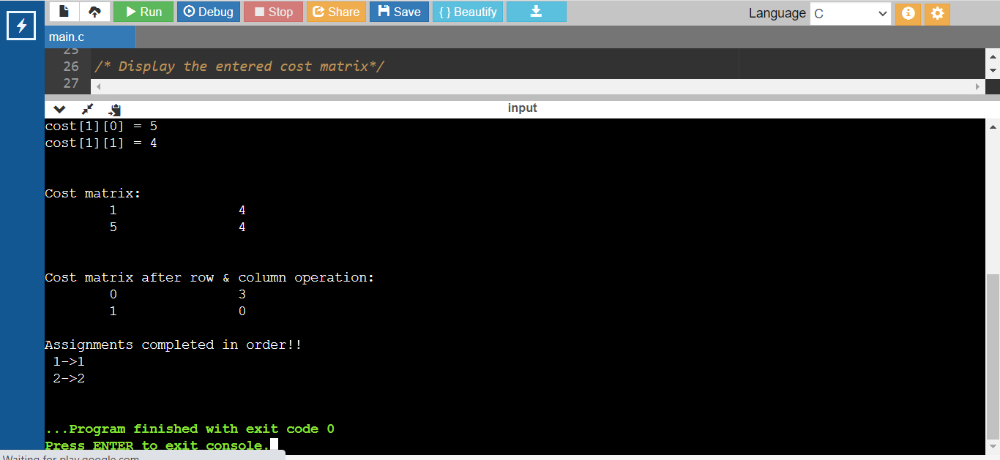 Run Debug Stop Share Save { } Beautify Language C
main.c
25
26 /* Display the entered cost matrix*/
27
input
cost[1][0] = 5
cost[1][1] = 4
Cost matrix:
1 4
5 4
Cost matrix after row & column operation:
0 3
1 0
Assignments completed in order!!
1->1
2->2
...Program finished with exit code 0
Press ENTER to exit console.
Waiting for play.google.com